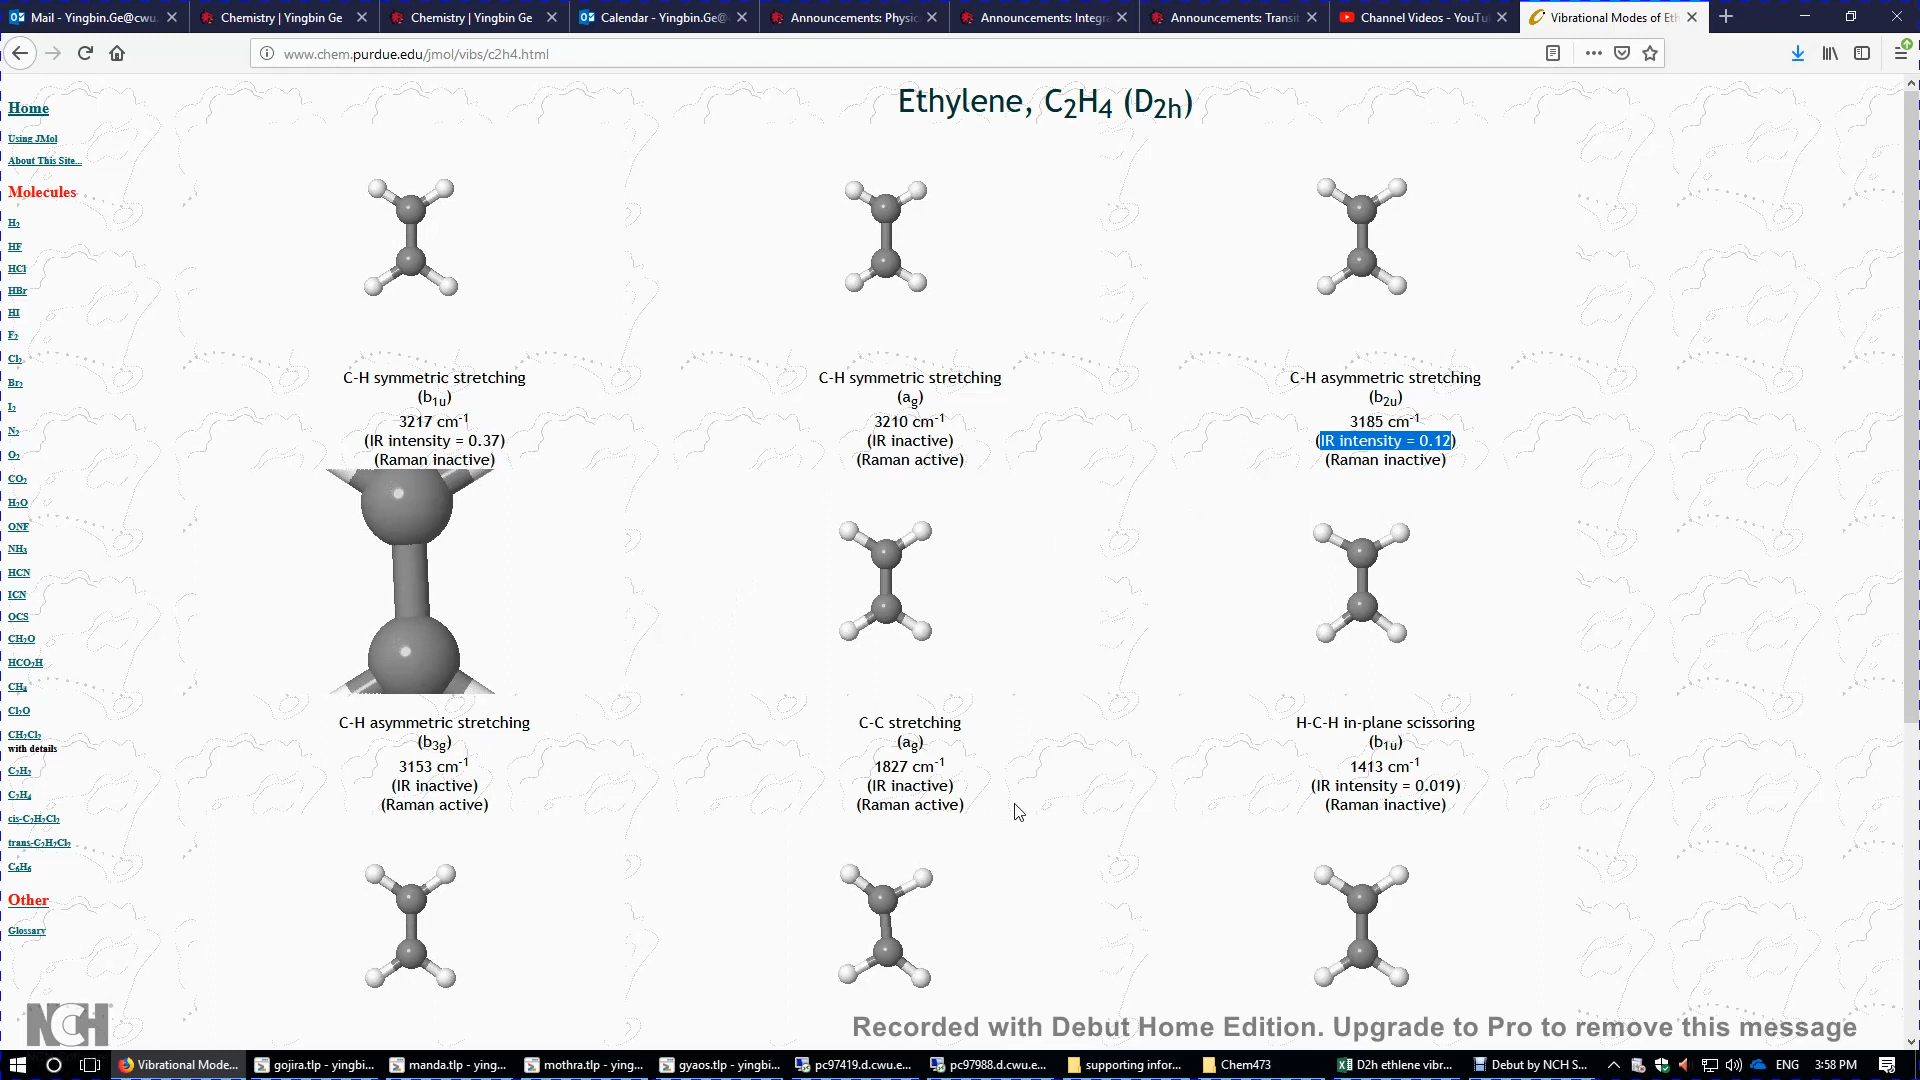 Mail - Yingbin.Ge@cwu.
Chemistry | Yingbin Ge
Chemistry | Yingbin Ge
Calendar - Yingbin.Ge@
Announcements: Physic
Announcements: Integra
Announcements: Transit
Channel Videos - YouTu
Vibrational Modes of Eth
www.chem.purdue.edu/jmol/vibs/c2h4.html
Home
Using JMol
About This Site...
Molecules
H₂
HF
HCl
HBr
HI
F₂
Cl₂
Br₂
I₂
N₂
O₂
CO₂
H₂O
ONF
NH₃
HCN
ICN
OCS
CH₂O
HCO₂H
CH₄
Cl₂O
CH₂Cl₂
with details
C₂H₂
C₂H₄
cis-C₂H₂Cl₂
trans-C₂H₂Cl₂
C₆H₆
Other
Glossary
Ethylene, C₂H₄ (D₂ₕ)
C-H symmetric stretching
(b₁ᵤ)
3217 cm⁻¹
(IR intensity = 0.37)
(Raman inactive)
C-H symmetric stretching
(a_g)
3210 cm⁻¹
(IR inactive)
(Raman active)
C-H asymmetric stretching
(b₂ᵤ)
3185 cm⁻¹
(IR intensity = 0.12)
(Raman inactive)
C-H asymmetric stretching
(b₃g)
3153 cm⁻¹
(IR inactive)
(Raman active)
C-C stretching
(a_g)
1827 cm⁻¹
(IR inactive)
(Raman active)
H-C-H in-plane scissoring
(b₁ᵤ)
1413 cm⁻¹
(IR intensity = 0.019)
(Raman inactive)
NCH
Recorded with Debut Home Edition. Upgrade to Pro to remove this message
Vibrational Mode...
gojira.tlp - yingbi...
manda.tlp - ying...
mothra.tlp - ying...
gyaos.tlp - yingbi...
pc97419.d.cwu.e...
pc97988.d.cwu.e...
supporting infor...
Chem473
D2h ethlene vibr...
Debut by NCH S...
ENG
3:58 PM